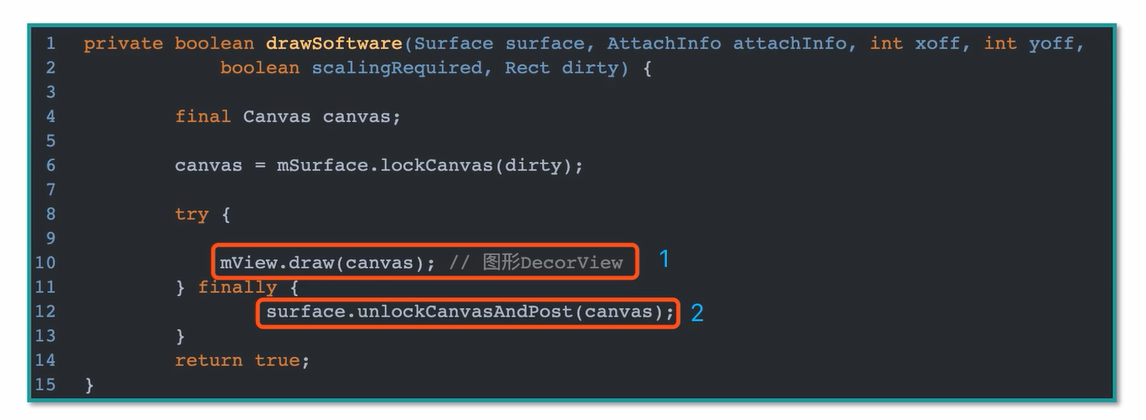 1 private boolean drawSoftware(Surface surface, AttachInfo attachInfo, int xoff, int yoff,
2 boolean scalingRequired, Rect dirty) {
3
4 final Canvas canvas;
5
6 canvas = mSurface.lockCanvas(dirty);
7
8 try {
9
10 mView.draw(canvas); // 图形DecorView 1
11 } finally {
12 surface.unlockCanvasAndPost(canvas); 2
13 }
14 return true;
15 }